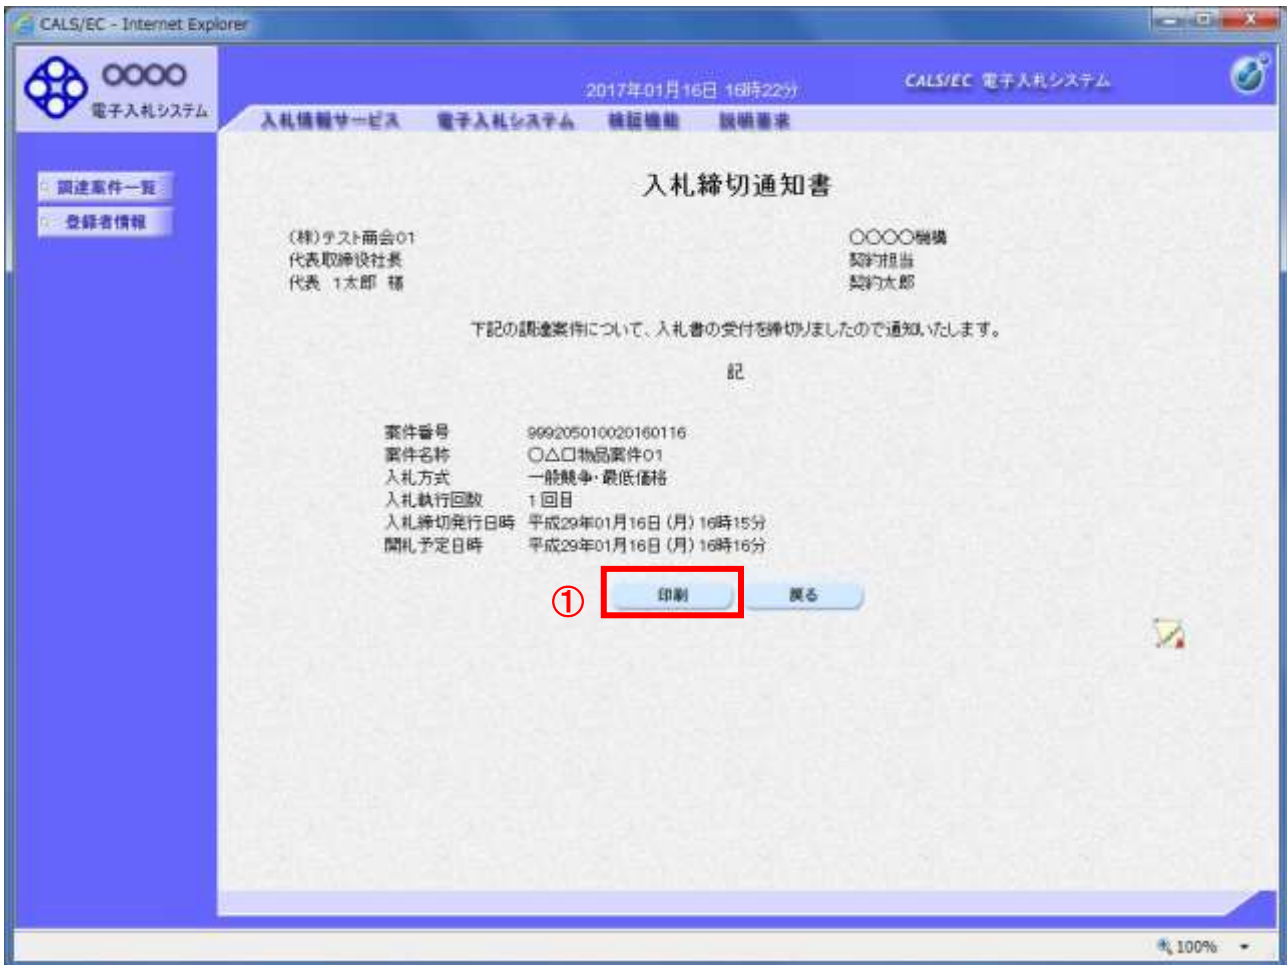 CALS/EC - Internet Explorer
〇〇〇〇
電子入札システム
2017年01月16日 16時22分
CALS/EC 電子入札システム
入札情報サービス 電子入札システム 検証機能 説明要求
調達案件一覧
登録者情報
入札締切通知書
(株)テスト商会01
代表取締役社長
代表 1太郎 様
〇〇〇〇機構
契約担当
契約太郎
下記の調達案件について、入札書の受付を締切りましたので通知いたします。
記
案件番号 999205010020160116
案件名称 〇△□物品案件01
入札方式 一般競争・最低価格
入札執行回数 1回目
入札締切発行日時 平成29年01月16日(月)16時15分
開札予定日時 平成29年01月16日(月)16時16分
①
印刷 戻る
100%